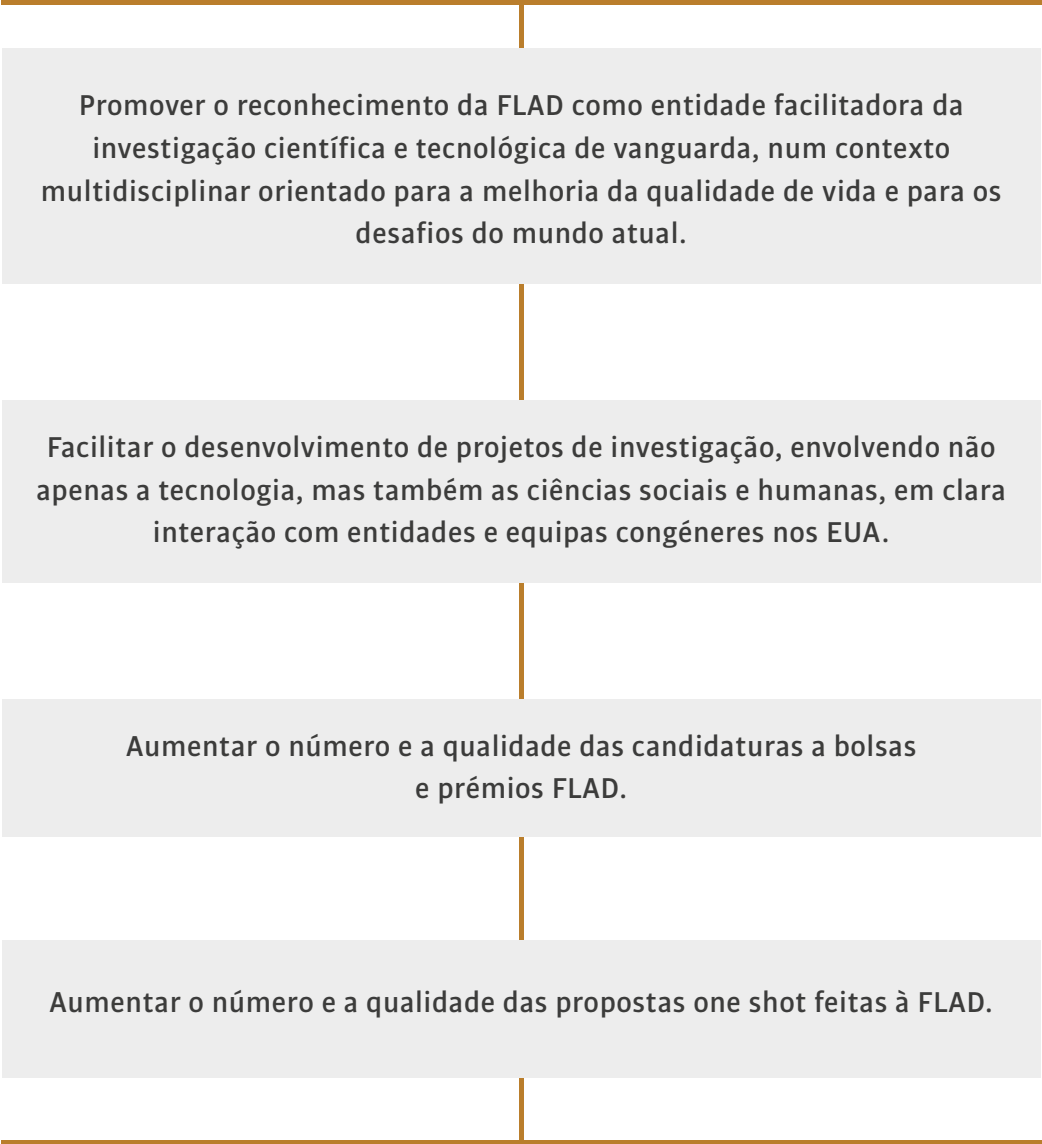 Promover o reconhecimento da FLAD como entidade facilitadora da
investigação científica e tecnológica de vanguarda, num contexto
multidisciplinar orientado para a melhoria da qualidade de vida e para os
desafios do mundo atual.
Facilitar o desenvolvimento de projetos de investigação, envolvendo não
apenas a tecnologia, mas também as ciências sociais e humanas, em clara
interação com entidades e equipas congéneres nos EUA.
Aumentar o número e a qualidade das candidaturas a bolsas
e prémios FLAD.
Aumentar o número e a qualidade das propostas one shot feitas à FLAD.